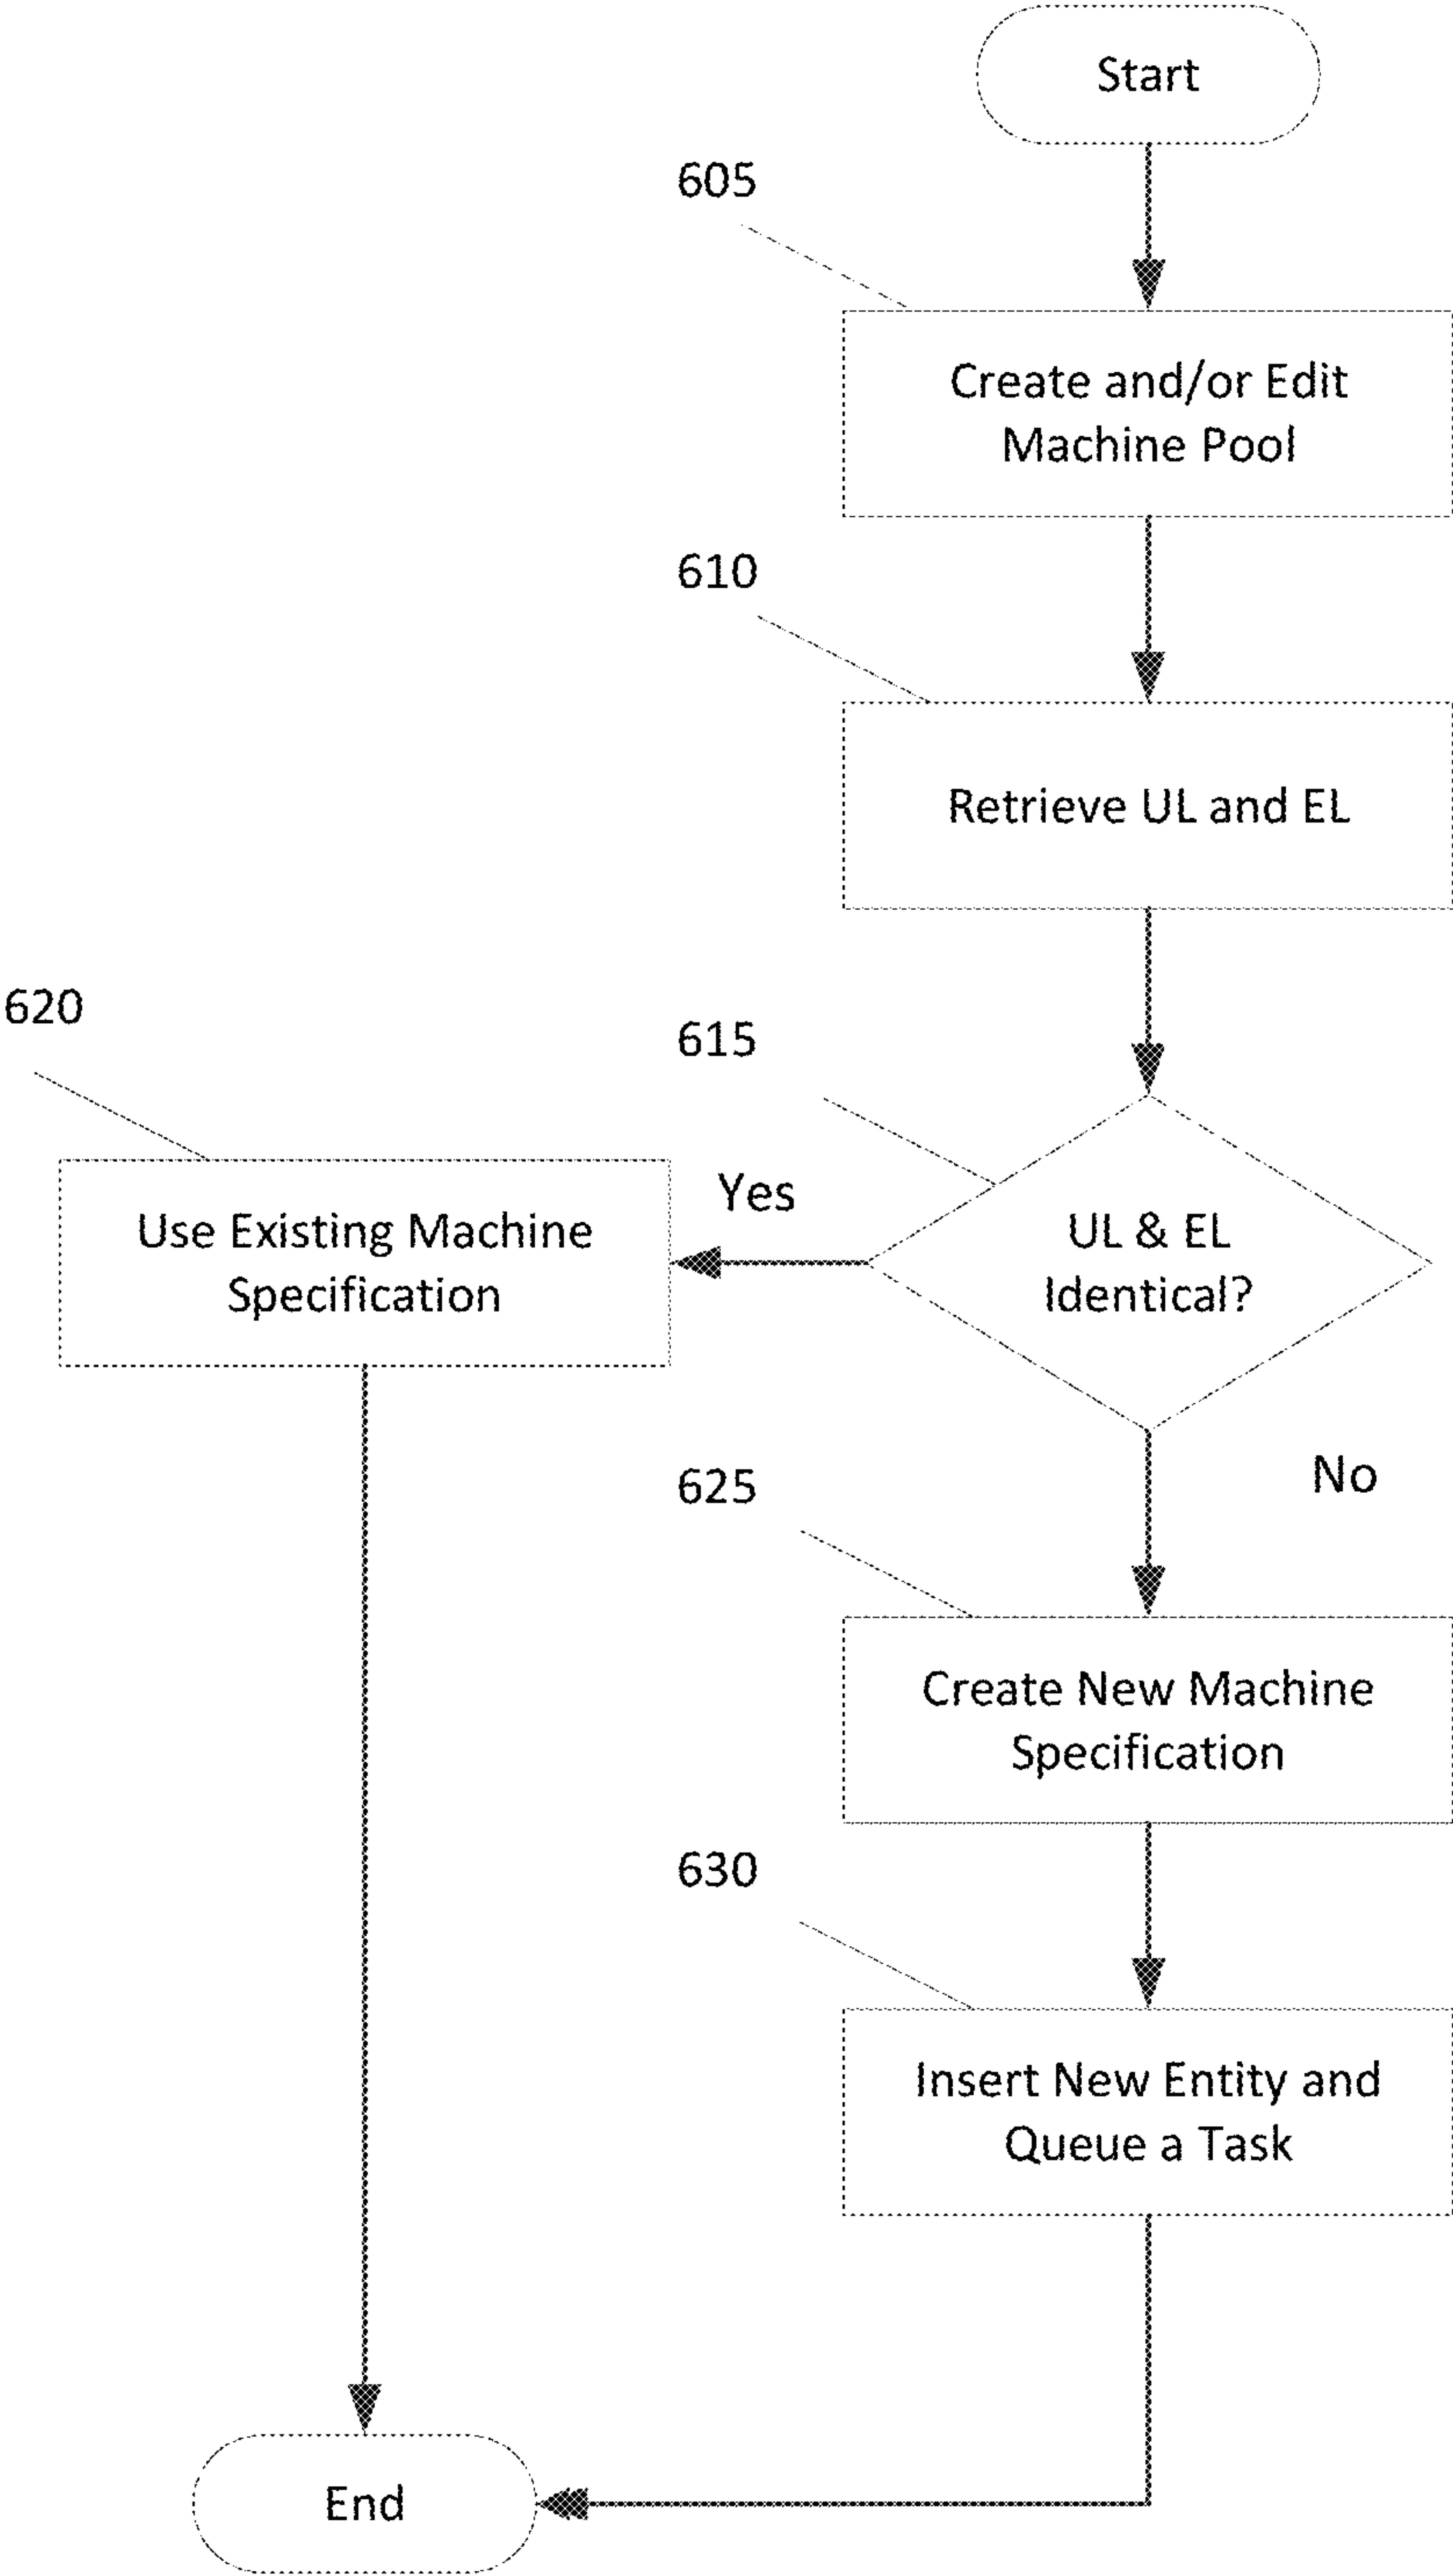 Start
605
Create and/or Edit
Machine Pool
610
Retrieve UL and EL
620
615
Yes
Use Existing Machine
Specification
UL & EL
Identical?
No
625
Create New Machine
Specification
630
Insert New Entity and
Queue a Task
End